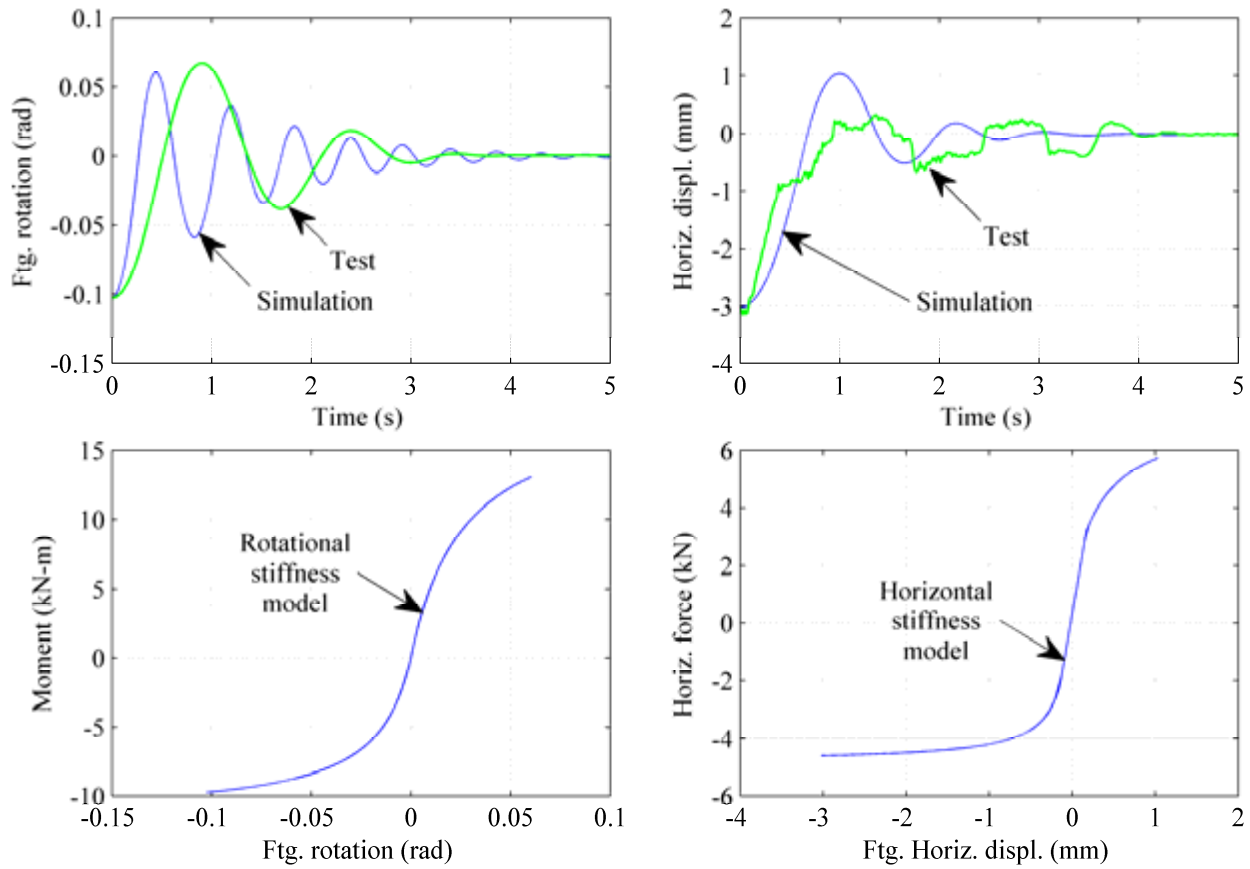 0.1
0.05
0
-0.05
-0.1
-0.15
Ftg. rotation (rad)
Test
Simulation
0 1 2 3 4 5
Time (s)
2
1
0
-1
-2
-3
-4
Horiz. displ. (mm)
Test
Simulation
0 1 2 3 4 5
Time (s)
15
10
5
0
-5
-10
Moment (kN-m)
Rotational
stiffness
model
-0.15 -0.1 -0.05 0 0.05 0.1
Ftg. rotation (rad)
6
4
2
0
-2
-4
-6
Horiz. force (kN)
Horizontal
stiffness
model
-4 -3 -2 -1 0 1 2
Ftg. Horiz. displ. (mm)